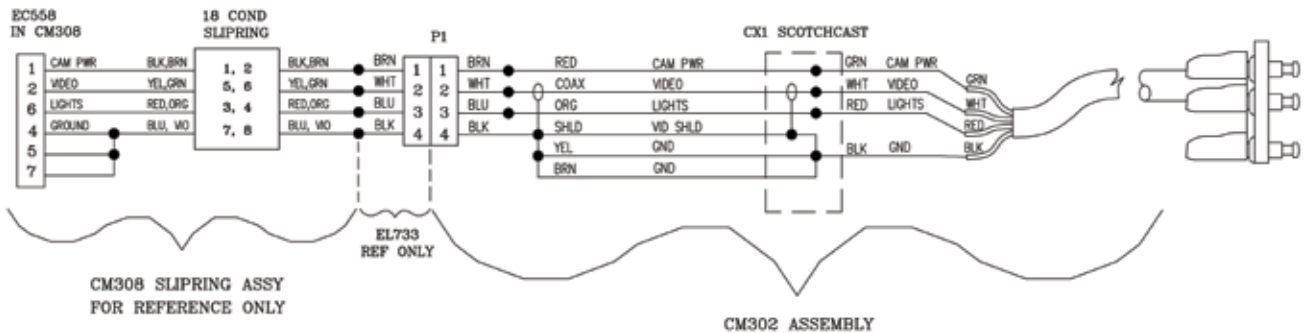 EC558
IN CM308
18 COND
SLIPRING
P1
CX1 SCOTCHCAST
1 CAM PWR BLK,BRN 1, 2 BLK,BRN BRN 1 1 BRN RED CAM PWR GRN CAM PWR GRN
2 VIDEO YEL,GRN 5, 6 YEL,GRN WHT 2 2 WHT COAX VIDEO WHT VIDEO WHT
6 LIGHTS RED,ORG 3, 4 RED,ORG BLU 3 3 BLU ORG LIGHTS RED LIGHTS RED
4 GROUND BLU, VIO 7, 8 BLU, VIO BLK 4 4 BLK SHLD VID SHLD
5 YEL GND BLK GND BLK
7 BRN GND
EL733
REF ONLY
CM308 SLIPRING ASSY
FOR REFERENCE ONLY
CM302 ASSEMBLY